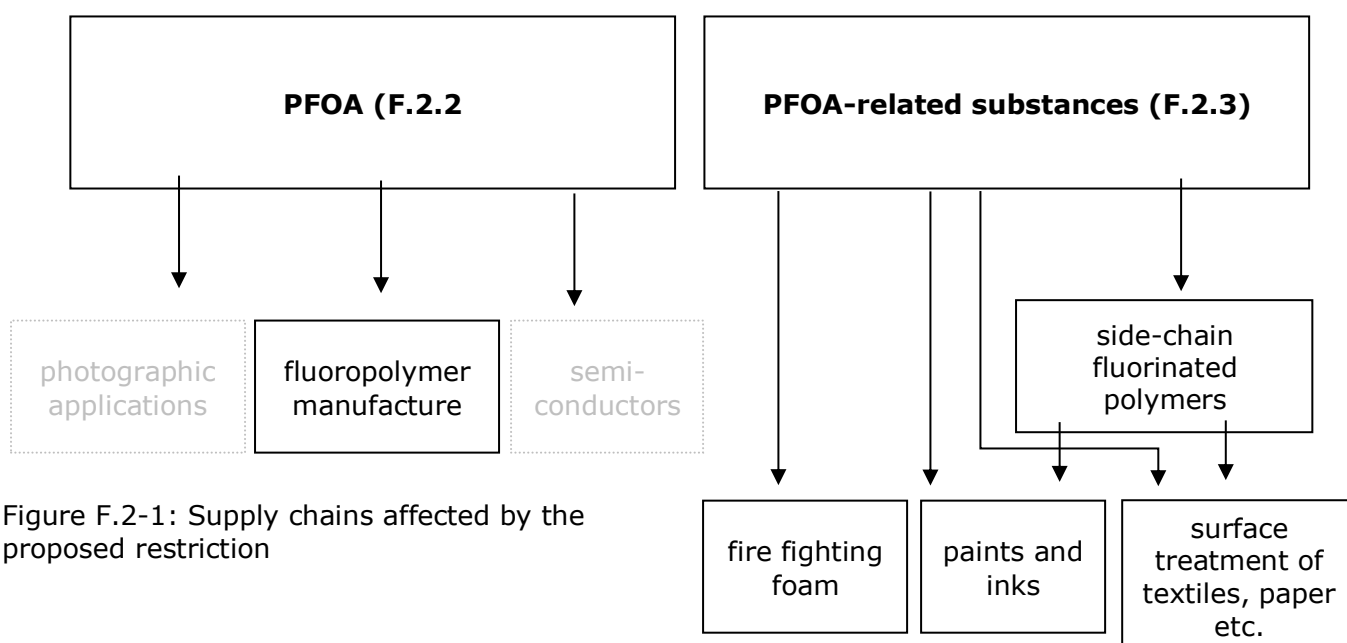 PFOA (F.2.2
PFOA-related substances (F.2.3)
photographic
applications
fluoropolymer
manufacture
semi-
conductors
side-chain
fluorinated
polymers
Figure F.2-1: Supply chains affected by the
proposed restriction
fire fighting
foam
paints and
inks
surface
treatment of
textiles, paper
etc.